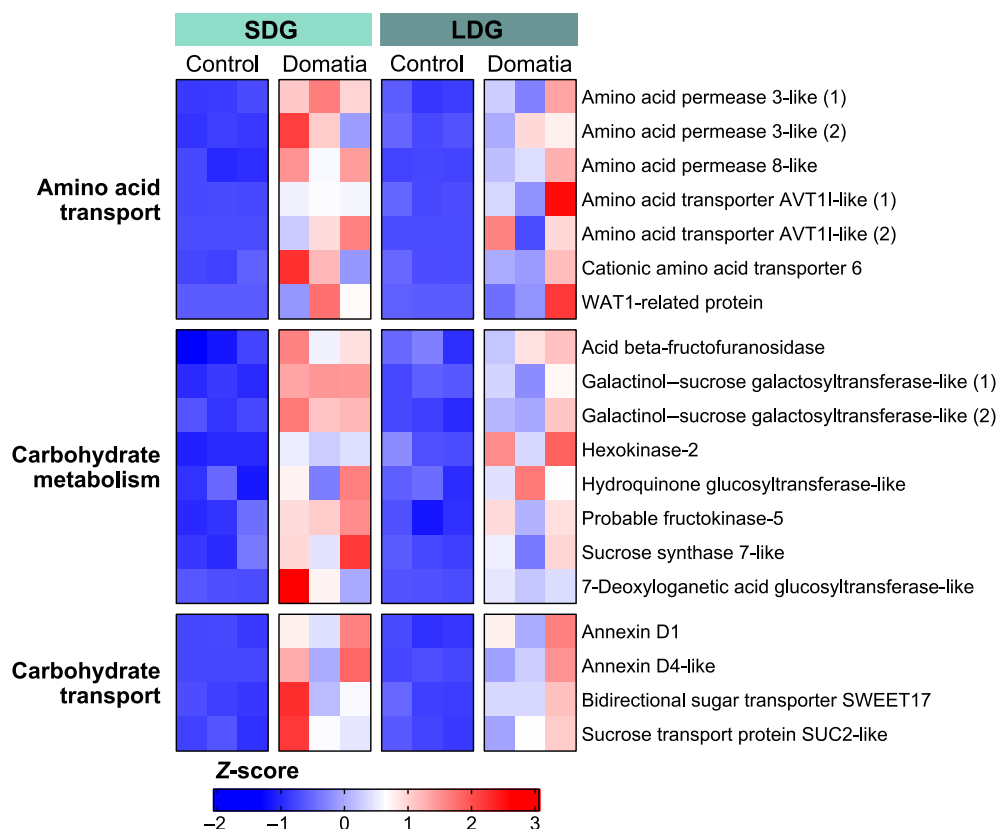 SDG LDG
Control Domatia Control Domatia
Amino acid transport
Amino acid permease 3-like (1)
Amino acid permease 3-like (2)
Amino acid permease 8-like
Amino acid transporter AVT1I-like (1)
Amino acid transporter AVT1I-like (2)
Cationic amino acid transporter 6
WAT1-related protein
Carbohydrate metabolism
Acid beta-fructofuranosidase
Galactinol–sucrose galactosyltransferase-like (1)
Galactinol–sucrose galactosyltransferase-like (2)
Hexokinase-2
Hydroquinone glucosyltransferase-like
Probable fructokinase-5
Sucrose synthase 7-like
7-Deoxyloganetic acid glucosyltransferase-like
Carbohydrate transport
Annexin D1
Annexin D4-like
Bidirectional sugar transporter SWEET17
Sucrose transport protein SUC2-like
Z-score
−2 −1 0 1 2 3